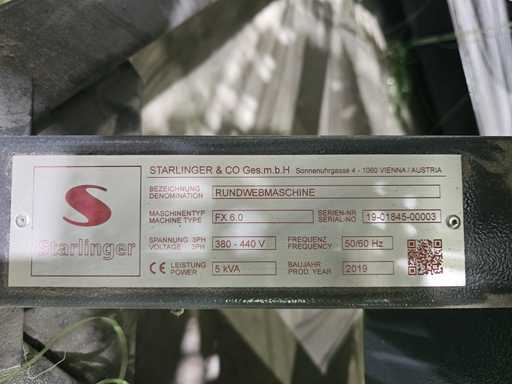 STARLINGER & CO Ges.m.b.H Sonnenuhrgasse 4 - 1060 VIENNA / AUSTRIA
BEZEICHNUNG
DENOMINATION
RUNDWEBMASCHINE
MASCHINENTYP
MACHINE TYPE
FX 6.0
SERIEN-NR
SERIAL-NO
19-01845-00003
SPANNUNG 3PH
VOLTAGE 3PH
380 - 440 V
FREQUENZ
FREQUENCY
50/60 Hz
CE
LEISTUNG
POWER
5 kVA
BAUJAHR
PROD. YEAR
2019
S
Starlinger